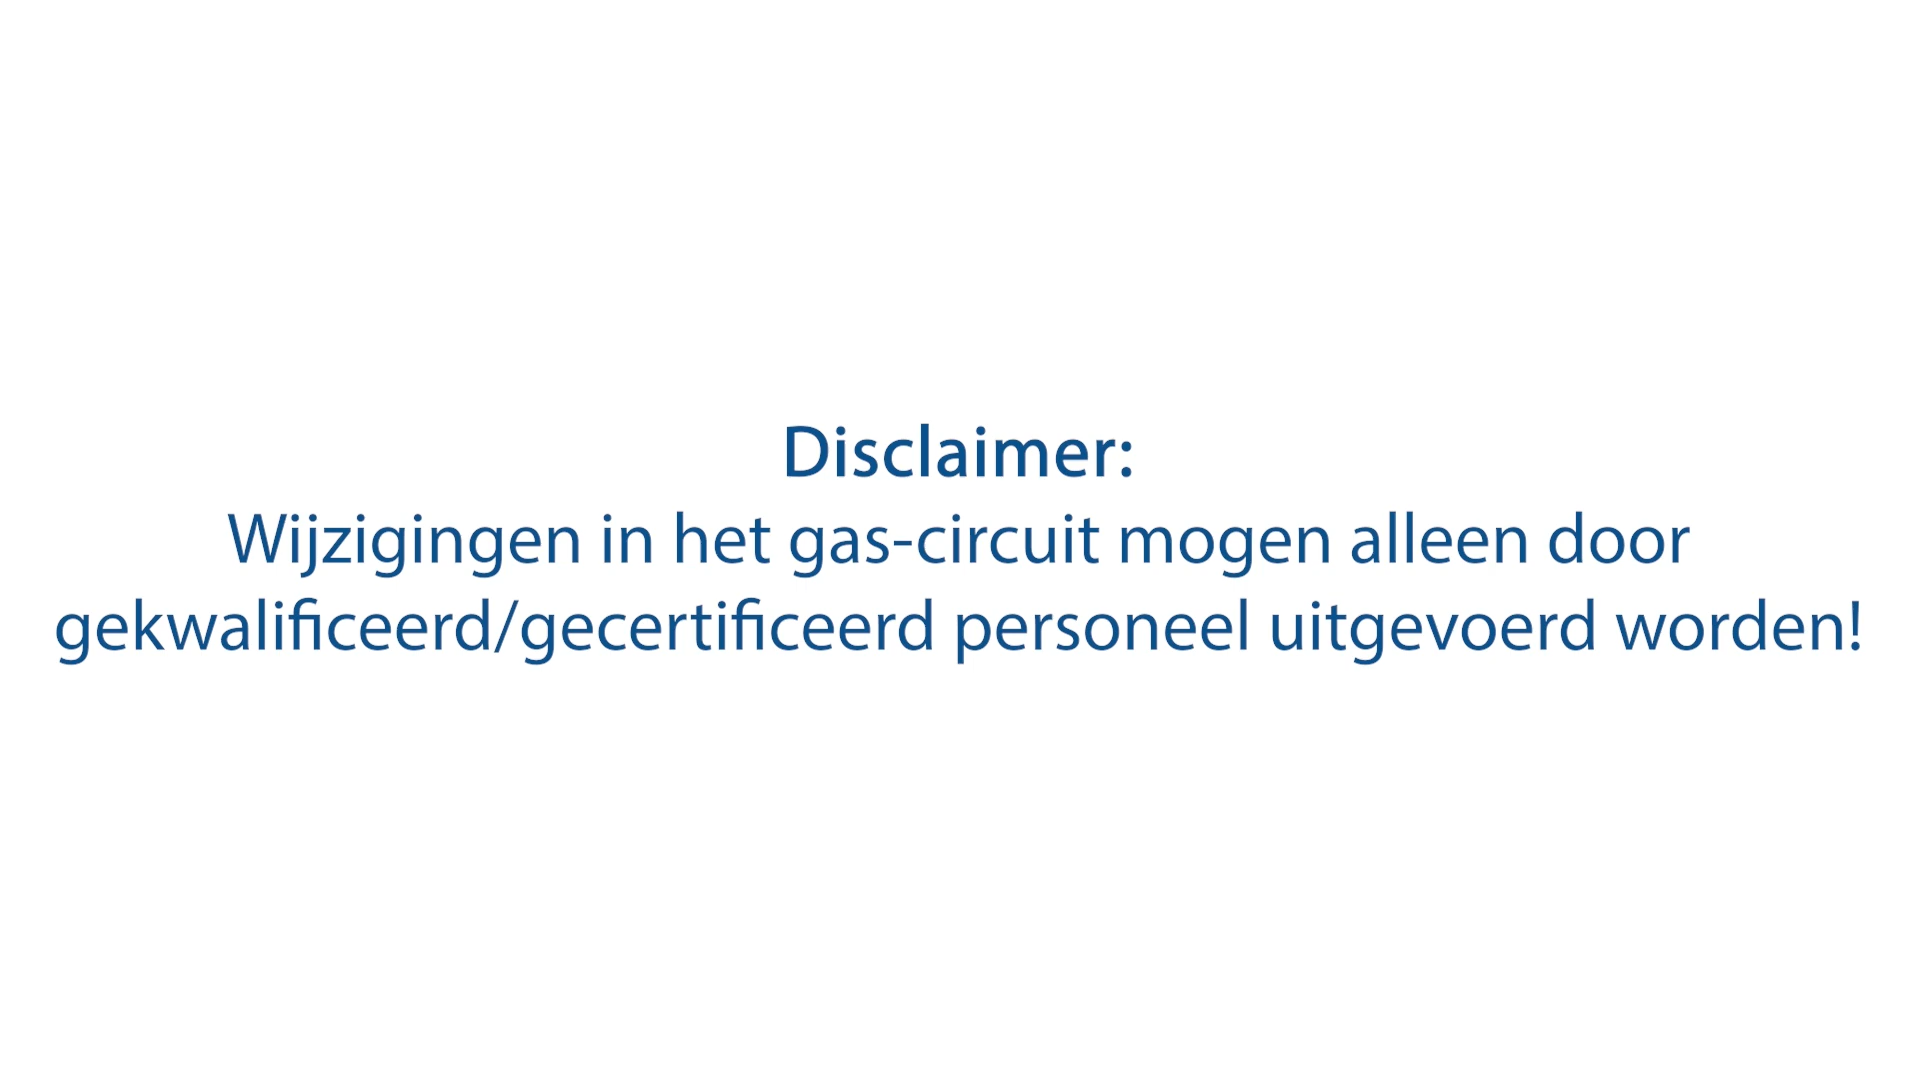 Disclaimer:
Wijzigingen in het gas-circuit mogen alleen door
gekwalificeerd/gecertificeerd personeel uitgevoerd worden!